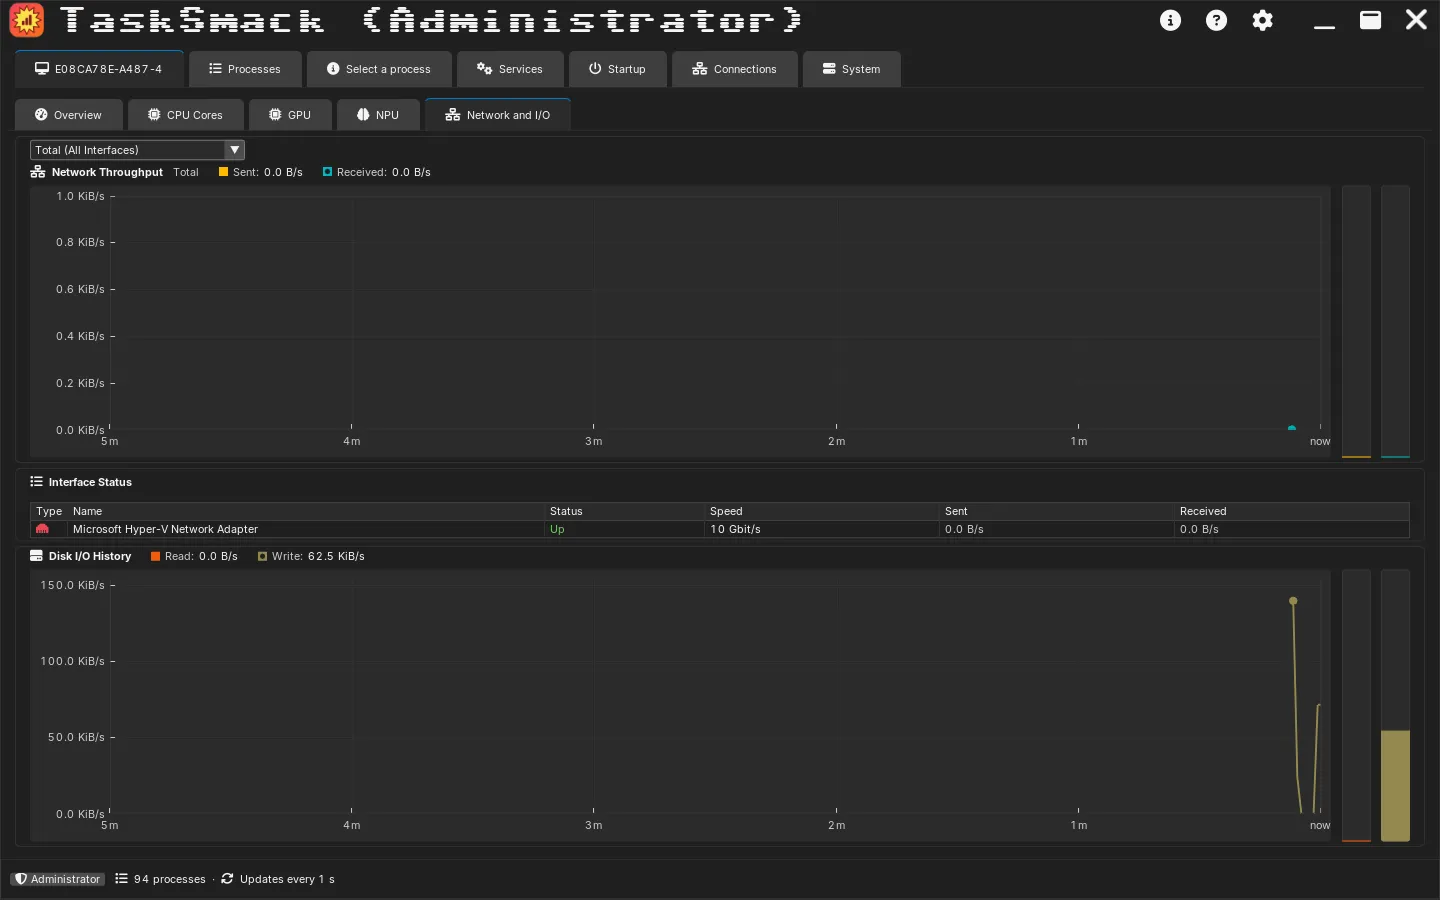 TaskSmack (Administrator)
E08CA78E-A487-4 Processes Select a process Services Startup Connections System
Overview CPU Cores GPU NPU Network and I/O
Total (All Interfaces)
Network Throughput Total Sent: 0.0 B/s Received: 0.0 B/s
1.0 KiB/s
0.8 KiB/s
0.6 KiB/s
0.4 KiB/s
0.2 KiB/s
0.0 KiB/s
5m 4m 3m 2m 1m now
Interface Status
Type Name Status Speed Sent Received
Microsoft Hyper-V Network Adapter Up 10 Gbit/s 0.0 B/s 0.0 B/s
Disk I/O History Read: 0.0 B/s Write: 62.5 KiB/s
150.0 KiB/s
100.0 KiB/s
50.0 KiB/s
0.0 KiB/s
5m 4m 3m 2m 1m now
Administrator 94 processes · Updates every 1 s